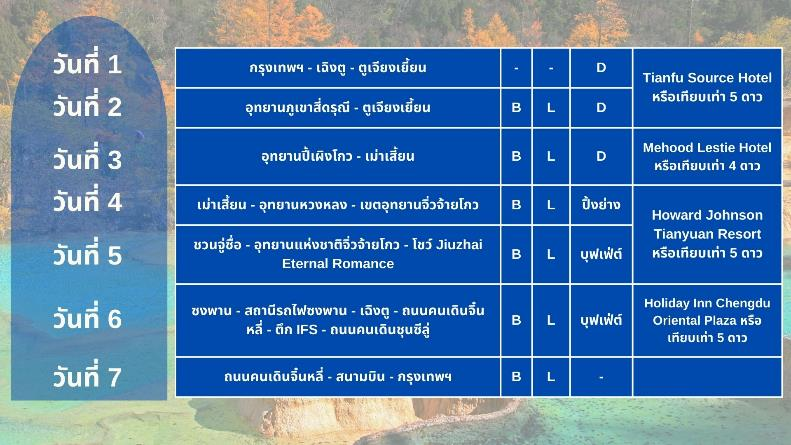 วันที่ 1
กรุงเทพฯ - เฉิงตู - ตูเจียงเยี้ยน
-
-
D
Tianfu Source Hotel
หรือเทียบเท่า 5 ดาว
วันที่ 2
อุทยานภูเขาสี่ดรุณี - ตูเจียงเยี้ยน
B
L
D
วันที่ 3
อุทยานปี้เผิงโกว - เม่าเสี้ยน
B
L
D
Mehood Lestie Hotel
หรือเทียบเท่า 4 ดาว
วันที่ 4
เม่าเสี้ยน - อุทยานหวงหลง - เขตอุทยานจิ่วจ้ายโกว
B
L
ปิ้งย่าง
Howard Johnson
Tianyuan Resort
หรือเทียบเท่า 5 ดาว
วันที่ 5
ชวนจู่ซื่อ - อุทยานแห่งชาติจิ่วจ้ายโกว - โชว์ Jiuzhai
Eternal Romance
B
L
บุฟเฟ่ต์
วันที่ 6
ซงพาน - สถานีรถไฟซงพาน - เฉิงตู - ถนนคนเดินจิ๋น
หลี่ - ตึก IFS - ถนนคนเดินชุนซีลู่
B
L
บุฟเฟ่ต์
Holiday Inn Chengdu
Oriental Plaza หรือ
เทียบเท่า 5 ดาว
วันที่ 7
ถนนคนเดินจิ๋นหลี่ - สนามบิน - กรุงเทพฯ
B
L
-